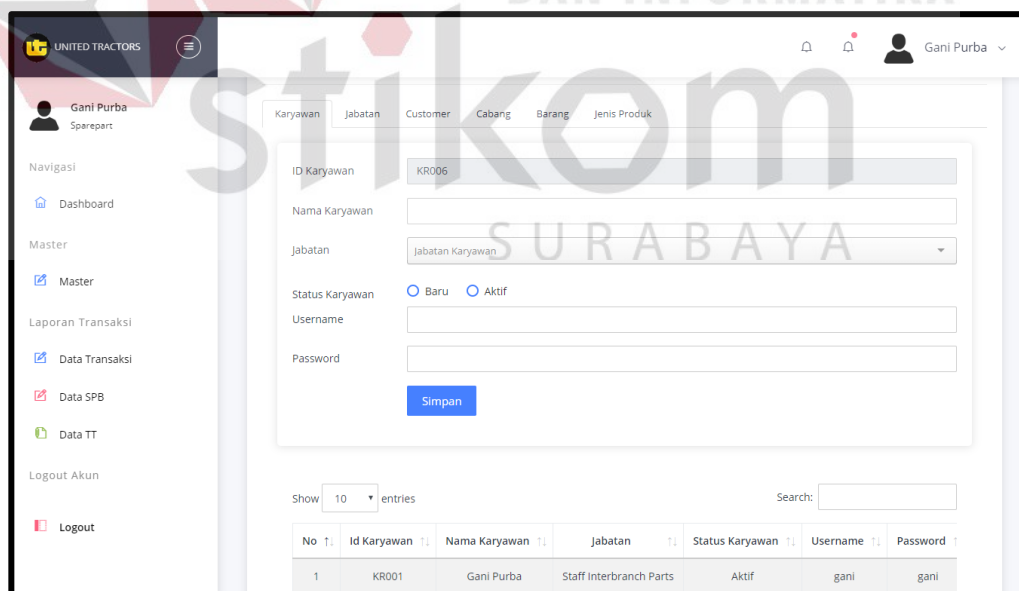 UNITED TRACTORS
Gani Purba
Gani Purba
Sparepart
Navigasi
Dashboard
Master
Master
Laporan Transaksi
Data Transaksi
Data SPB
Data TT
Logout Akun
Logout
Karyawan Jabatan Customer Cabang Barang Jenis Produk
ID Karyawan KR006
Nama Karyawan
Jabatan Jabatan Karyawan
Status Karyawan Baru Aktif
Username
Password
Simpan
Show 10 entries Search:
No Id Karyawan Nama Karyawan Jabatan Status Karyawan Username Password
1 KR001 Gani Purba Staff Interbranch Parts Aktif gani gani
stikom
SURABAYA